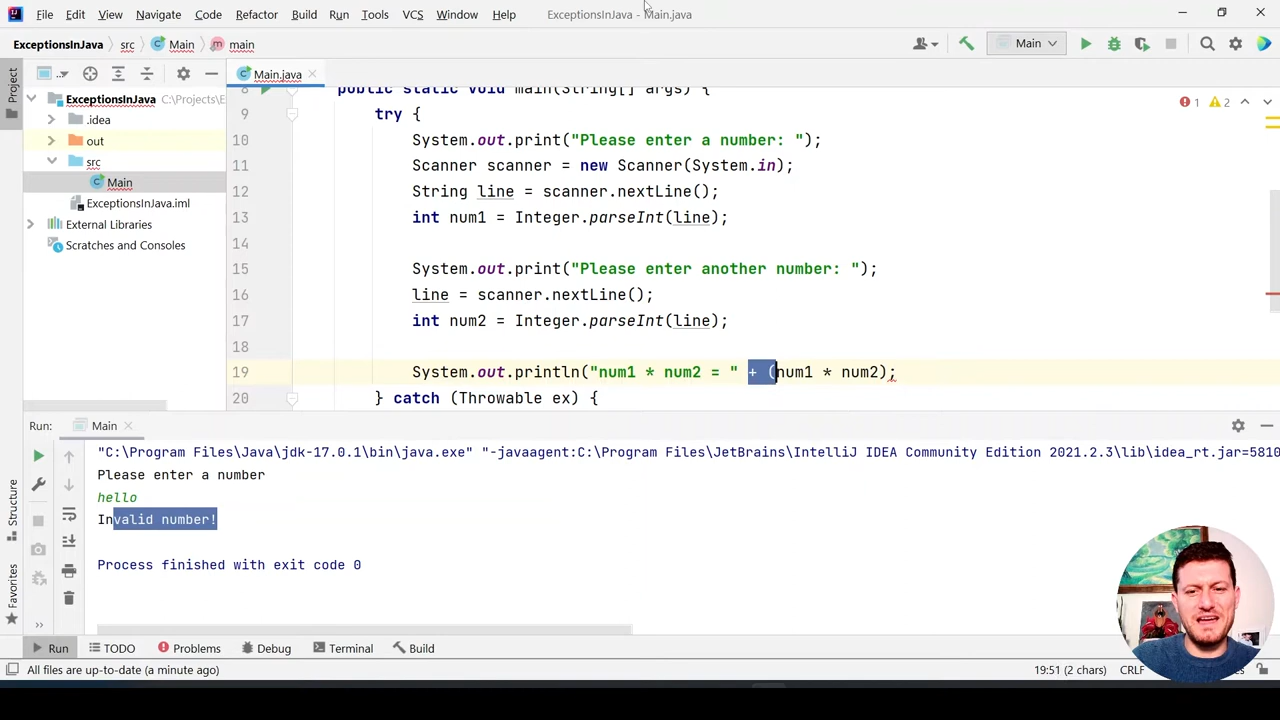 File Edit View Navigate Code Refactor Build Run Tools VCS Window Help ExceptionsInJava - Main.java
ExceptionsInJava src Main main Main
Project
Main.java
ExceptionsInJava C:\Projects\E
.idea
out
src
Main
ExceptionsInJava.iml
External Libraries
Scratches and Consoles
1 2
8 public static void main(String[] args) {
9 try {
10 System.out.print("Please enter a number: ");
11 Scanner scanner = new Scanner(System.in);
12 String line = scanner.nextLine();
13 int num1 = Integer.parseInt(line);
14
15 System.out.print("Please enter another number: ");
16 line = scanner.nextLine();
17 int num2 = Integer.parseInt(line);
18
19 System.out.println("num1 * num2 = " + (num1 * num2);
20 } catch (Throwable ex) {
Run: Main
"C:\Program Files\Java\jdk-17.0.1\bin\java.exe" "-javaagent:C:\Program Files\JetBrains\IntelliJ IDEA Community Edition 2021.2.3\lib\idea_rt.jar=5810
Please enter a number
hello
Invalid number!
Process finished with exit code 0
Structure
Favorites
Run TODO Problems Debug Terminal Build
All files are up-to-date (a minute ago) 19:51 (2 chars) CRLF